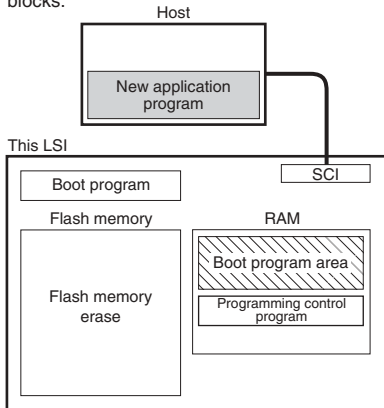 blocks.
Host
New application
program
This LSI
SCI
Boot program
Flash memory
RAM
Boot program area
Flash memory
erase
Programming control
program